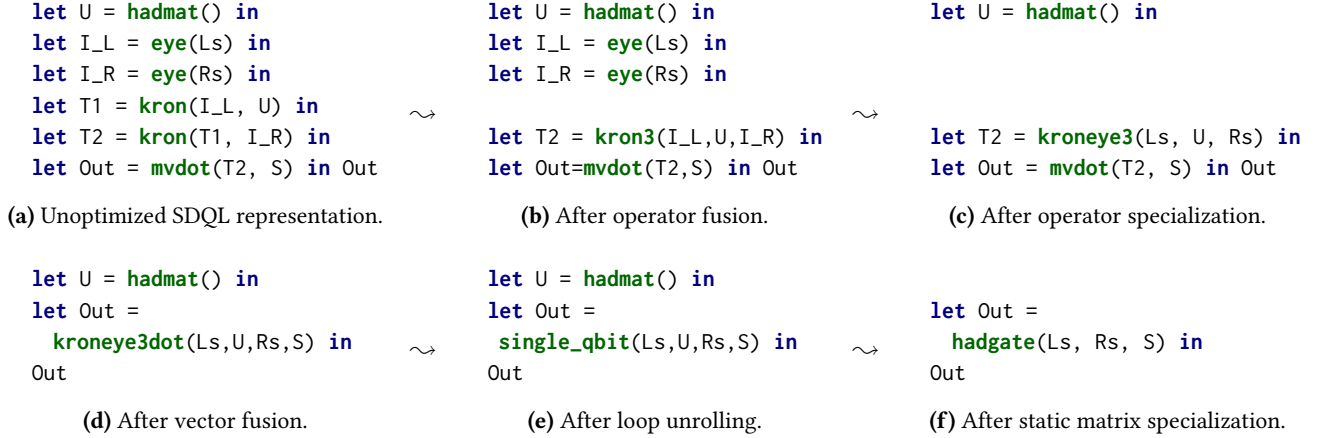 let U = hadmat() in
let I_L = eye(Ls) in
let I_R = eye(Rs) in
let T1 = kron(I_L, U) in
let T2 = kron(T1, I_R) in
let Out = mvdot(T2, S) in Out
(a) Unoptimized SDQL representation.
⤳
let U = hadmat() in
let I_L = eye(Ls) in
let I_R = eye(Rs) in
let T2 = kron3(I_L,U,I_R) in
let Out=mvdot(T2,S) in Out
(b) After operator fusion.
⤳
let U = hadmat() in
let T2 = kroneye3(Ls, U, Rs) in
let Out = mvdot(T2, S) in Out
(c) After operator specialization.
let U = hadmat() in
let Out =
kroneye3dot(Ls,U,Rs,S) in
Out
(d) After vector fusion.
⤳
let U = hadmat() in
let Out =
single_qbit(Ls,U,Rs,S) in
Out
(e) After loop unrolling.
⤳
let Out =
hadgate(Ls, Rs, S) in
Out
(f) After static matrix specialization.